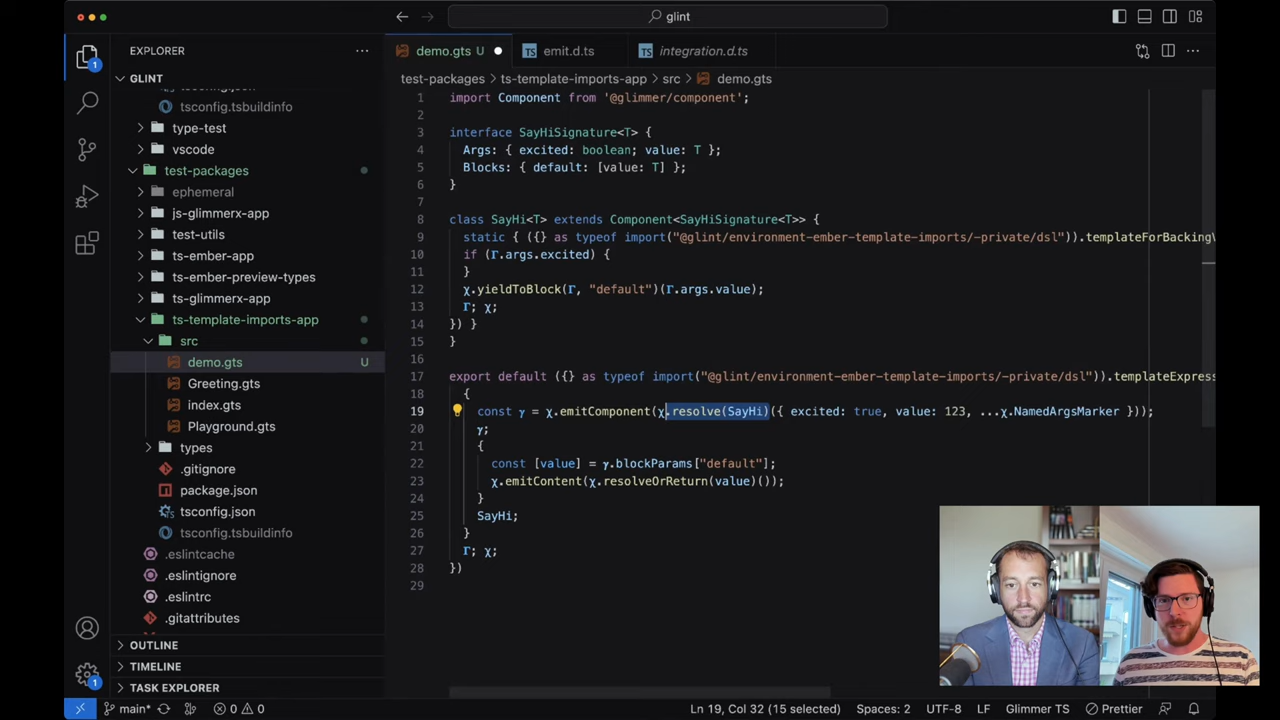 glint
EXPLORER
demo.gts U
emit.d.ts
integration.d.ts
GLINT
test-packages > ts-template-imports-app > src > demo.gts
tsconfig.tsbuildinfo
type-test
vscode
test-packages
ephemeral
js-glimmerx-app
test-utils
ts-ember-app
ts-ember-preview-types
ts-glimmerx-app
ts-template-imports-app
src
demo.gts U
Greeting.gts
index.gts
Playground.gts
types
.gitignore
package.json
tsconfig.json
tsconfig.tsbuildinfo
.eslintcache
.eslintignore
.eslintrc
.gitattributes
OUTLINE
TIMELINE
TASK EXPLORER
1
1
1 import Component from '@glimmer/component';
2
3 interface SayHiSignature<T> {
4 Args: { excited: boolean; value: T };
5 Blocks: { default: [value: T] };
6 }
7
8 class SayHi<T> extends Component<SayHiSignature<T>> {
9 static { ({} as typeof import("@glint/environment-ember-template-imports/-private/dsl")).templateForBackingV
10 if (Γ.args.excited) {
11 }
12 χ.yieldToBlock(Γ, "default")(Γ.args.value);
13 Γ; χ;
14 }) }
15 }
16
17 export default ({} as typeof import("@glint/environment-ember-template-imports/-private/dsl")).templateExpress
18 {
19 const γ = χ.emitComponent(χ.resolve(SayHi)({ excited: true, value: 123, ...χ.NamedArgsMarker }));
20 γ;
21 {
22 const [value] = γ.blockParams["default"];
23 χ.emitContent(χ.resolveOrReturn(value)());
24 }
25 SayHi;
26 }
27 Γ; χ;
28 })
29
main* 0 0 Ln 19, Col 32 (15 selected) Spaces: 2 UTF-8 LF Glimmer TS Prettier